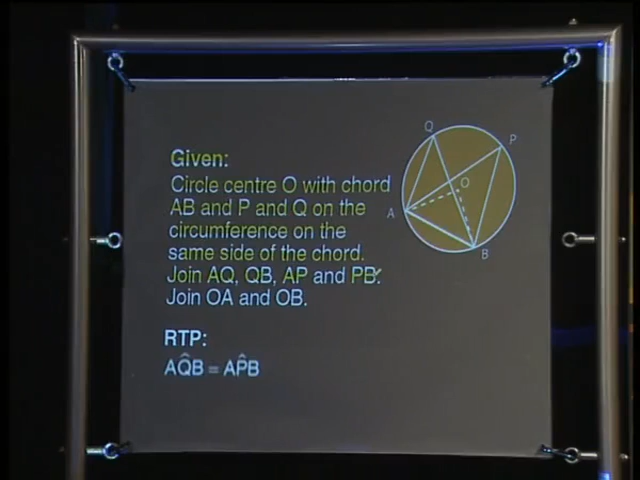 Given:
Circle centre O with chord
AB and P and Q on the
circumference on the
same side of the chord.
Join AQ, QB, AP and PB.
Join OA and OB.
RTP:
AQ̂B = AP̂B
Q
P
O
A
B